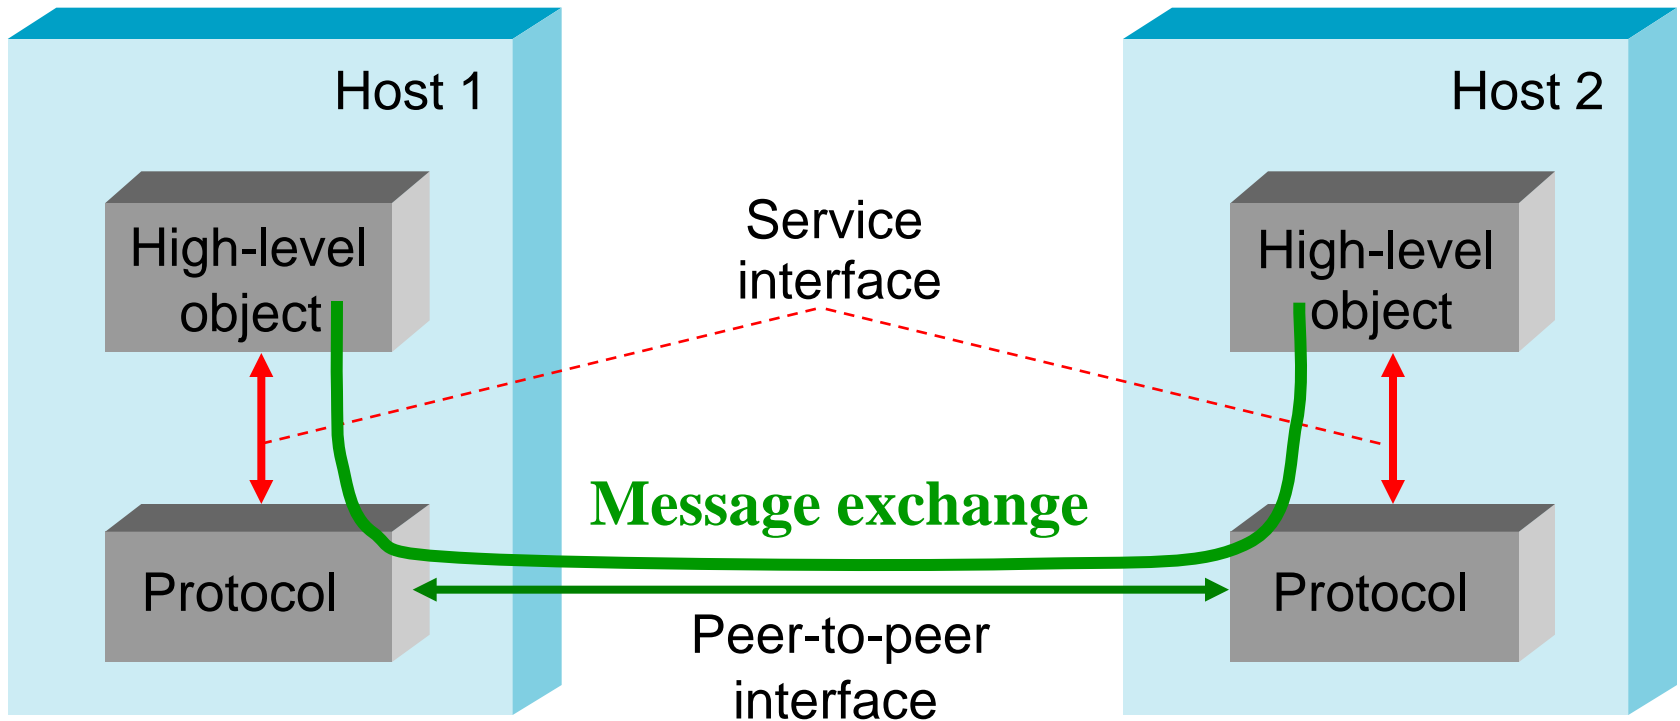 Host 1
Host 2
High-level
object
Service
interface
High-level
object
Message exchange
Protocol
Protocol
Peer-to-peer
interface